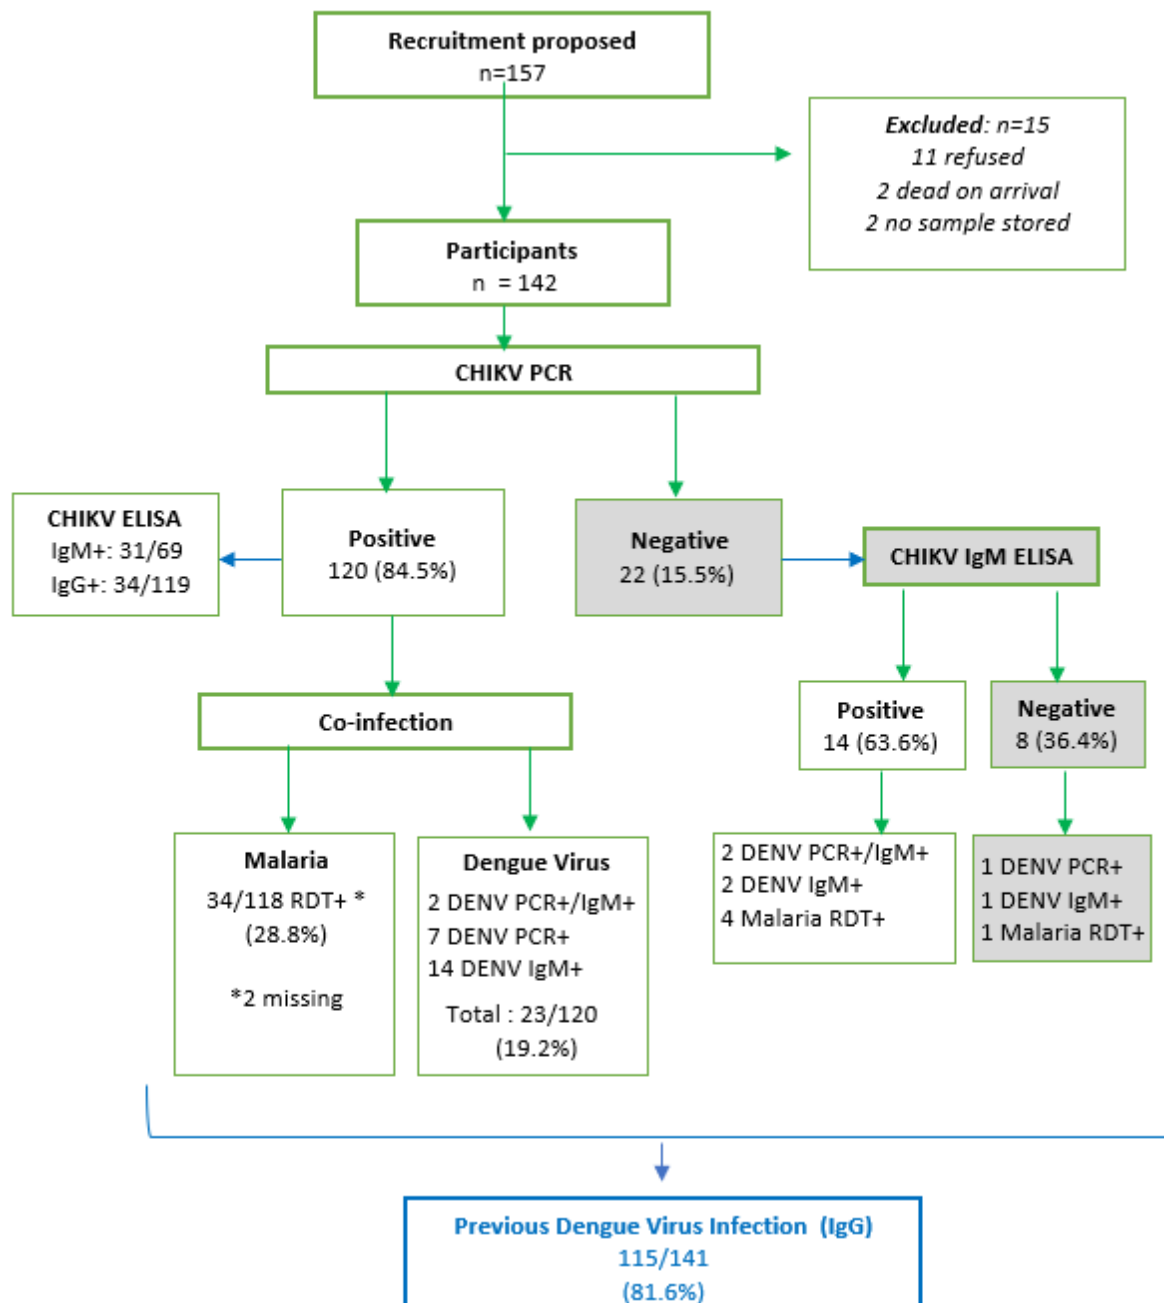 Recruitment proposed
n=157
Excluded: n=15
11 refused
2 dead on arrival
2 no sample stored
Participants
n = 142
CHIKV PCR
CHIKV ELISA
IgM+: 31/69
IgG+: 34/119
Positive
120 (84.5%)
Negative
22 (15.5%)
CHIKV IgM ELISA
Co-infection
Positive
14 (63.6%)
Negative
8 (36.4%)
Malaria
34/118 RDT+ *
(28.8%)
*2 missing
Dengue Virus
2 DENV PCR+/IgM+
7 DENV PCR+
14 DENV IgM+
Total : 23/120
(19.2%)
2 DENV PCR+/IgM+
2 DENV IgM+
4 Malaria RDT+
1 DENV PCR+
1 DENV IgM+
1 Malaria RDT+
Previous Dengue Virus Infection (IgG)
115/141
(81.6%)